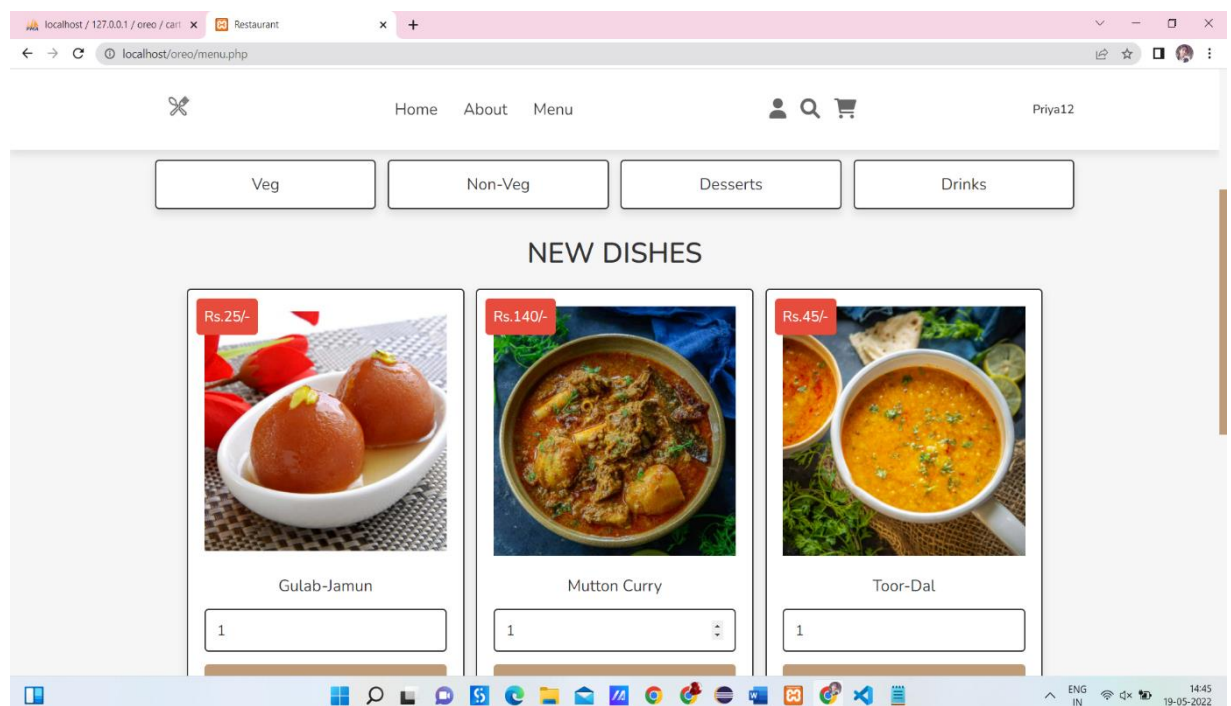 localhost / 127.0.0.1 / oreo / cart
Restaurant
localhost/oreo/menu.php
Home About Menu
Priya12
Veg Non-Veg Desserts Drinks
NEW DISHES
Rs.25/- Rs.140/- Rs.45/-
Gulab-Jamun Mutton Curry Toor-Dal
1 1 1
ENG 14:45
IN 19-05-2022